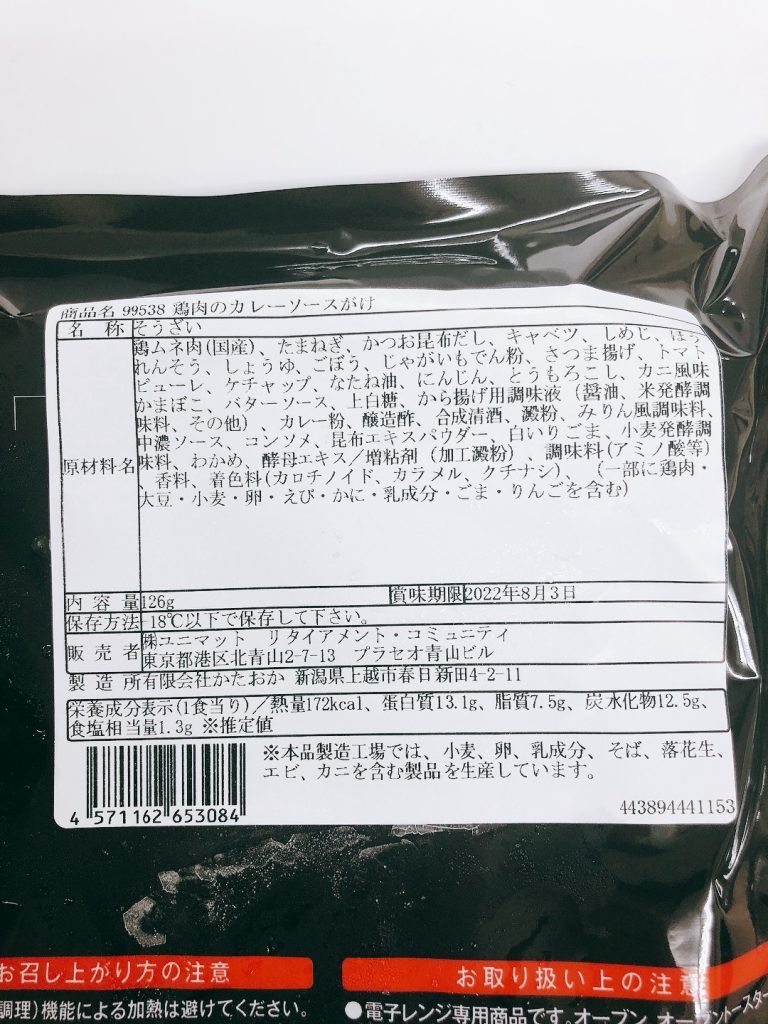 商品名 99538 鶏肉のカレーソースがけ
名 称 そうざい
原材料名
鶏ムネ肉(国産)、たまねぎ、かつお昆布だし、キャベツ、しめじ、ほう
れんそう、しょうゆ、ごぼう、じゃがいもでん粉、さつま揚げ、トマト
ピューレ、ケチャップ、なたね油、にんじん、とうもろこし、カニ風味
かまぼこ、バターソース、上白糖、から揚げ用調味液（醤油、米発酵調
味料、その他）、カレー粉、醸造酢、合成清酒、澱粉、みりん風調味料、
中濃ソース、コンソメ、昆布エキスパウダー、白いりごま、小麦発酵調
味料、わかめ、酵母エキス／増粘剤（加工澱粉）、調味料(アミノ酸等)
、香料、着色料(カロチノイド、カラメル、クチナシ)、（一部に鶏肉・
大豆・小麦・卵・えび・かに・乳成分・ごま・りんごを含む)
内 容 量 126g 賞味期限 2022年8月3日
保存方法 -18℃以下で保存して下さい。
販 売 者 ㈱ユニマット リタイアメント・コミュニティ
東京都港区北青山2-7-13 プラセオ青山ビル
製 造 所 有限会社かたおか 新潟県上越市春日新田4-2-11
栄養成分表示(1食当り)／熱量172kcal、蛋白質13.1g、脂質7.5g、炭水化物12.5g、
食塩相当量1.3g ※推定値
※本品製造工場では、小麦、卵、乳成分、そば、落花生、
エビ、カニを含む製品を生産しています。
4 571162 653084
443894441153
お召し上がり方の注意
調理)機能による加熱は避けてください。
お取り扱い上の注意
●電子レンジ専用商品です。オーブン、オーブントースター